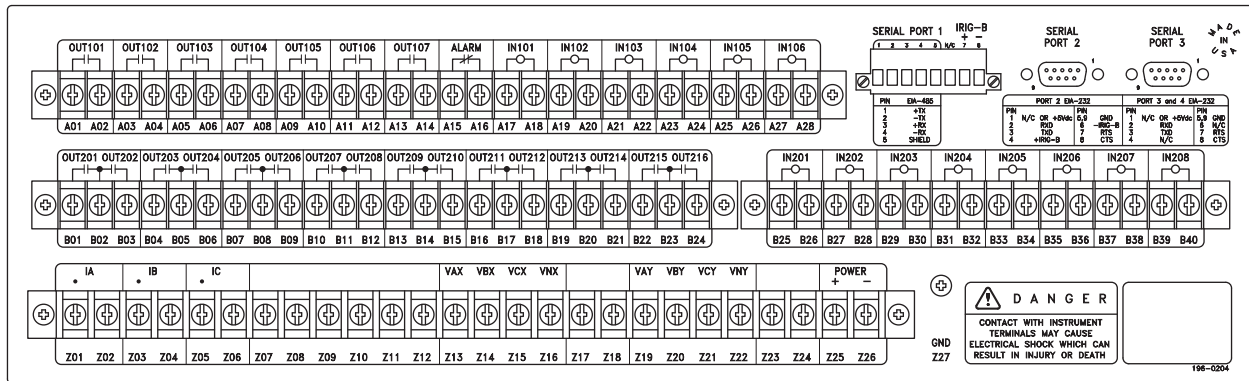 OUT101 OUT102 OUT103 OUT104 OUT105 OUT106 OUT107 ALARM IN101 IN102 IN103 IN104 IN105 IN106
A01 A02 A03 A04 A05 A06 A07 A08 A09 A10 A11 A12 A13 A14 A15 A16 A17 A18 A19 A20 A21 A22 A23 A24 A25 A26 A27 A28
SERIAL PORT 1 IRIG-B
+ −
1 2 3 4 5 N/C 7 8
PIN EIA-485
1 +TX
2 -TX
3 +RX
4 -RX
5 SHIELD
SERIAL
PORT 2
1
9
SERIAL
PORT 3
1
9
MADE
IN
USA
PORT 2 EIA-232
PIN PIN
1 N/C OR +5Vdc 5,9 GND
2 RXD 6 -IRIG-B
3 TXD 7 RTS
4 +IRIG-B 8 CTS
PORT 3 and 4 EIA-232
PIN PIN
1 N/C OR +5Vdc 5,9 GND
2 RXD 6 N/C
3 TXD 7 RTS
4 N/C 8 CTS
OUT201 OUT202 OUT203 OUT204 OUT205 OUT206 OUT207 OUT208 OUT209 OUT210 OUT211 OUT212 OUT213 OUT214 OUT215 OUT216
B01 B02 B03 B04 B05 B06 B07 B08 B09 B10 B11 B12 B13 B14 B15 B16 B17 B18 B19 B20 B21 B22 B23 B24
IN201 IN202 IN203 IN204 IN205 IN206 IN207 IN208
B25 B26 B27 B28 B29 B30 B31 B32 B33 B34 B35 B36 B37 B38 B39 B40
IA IB IC VAX VBX VCX VNX VAY VBY VCY VNY POWER
+ −
Z01 Z02 Z03 Z04 Z05 Z06 Z07 Z08 Z09 Z10 Z11 Z12 Z13 Z14 Z15 Z16 Z17 Z18 Z19 Z20 Z21 Z22 Z23 Z24 Z25 Z26
GND
Z27
DANGER
CONTACT WITH INSTRUMENT
TERMINALS MAY CAUSE
ELECTRICAL SHOCK WHICH CAN
RESULT IN INJURY OR DEATH
196-0204